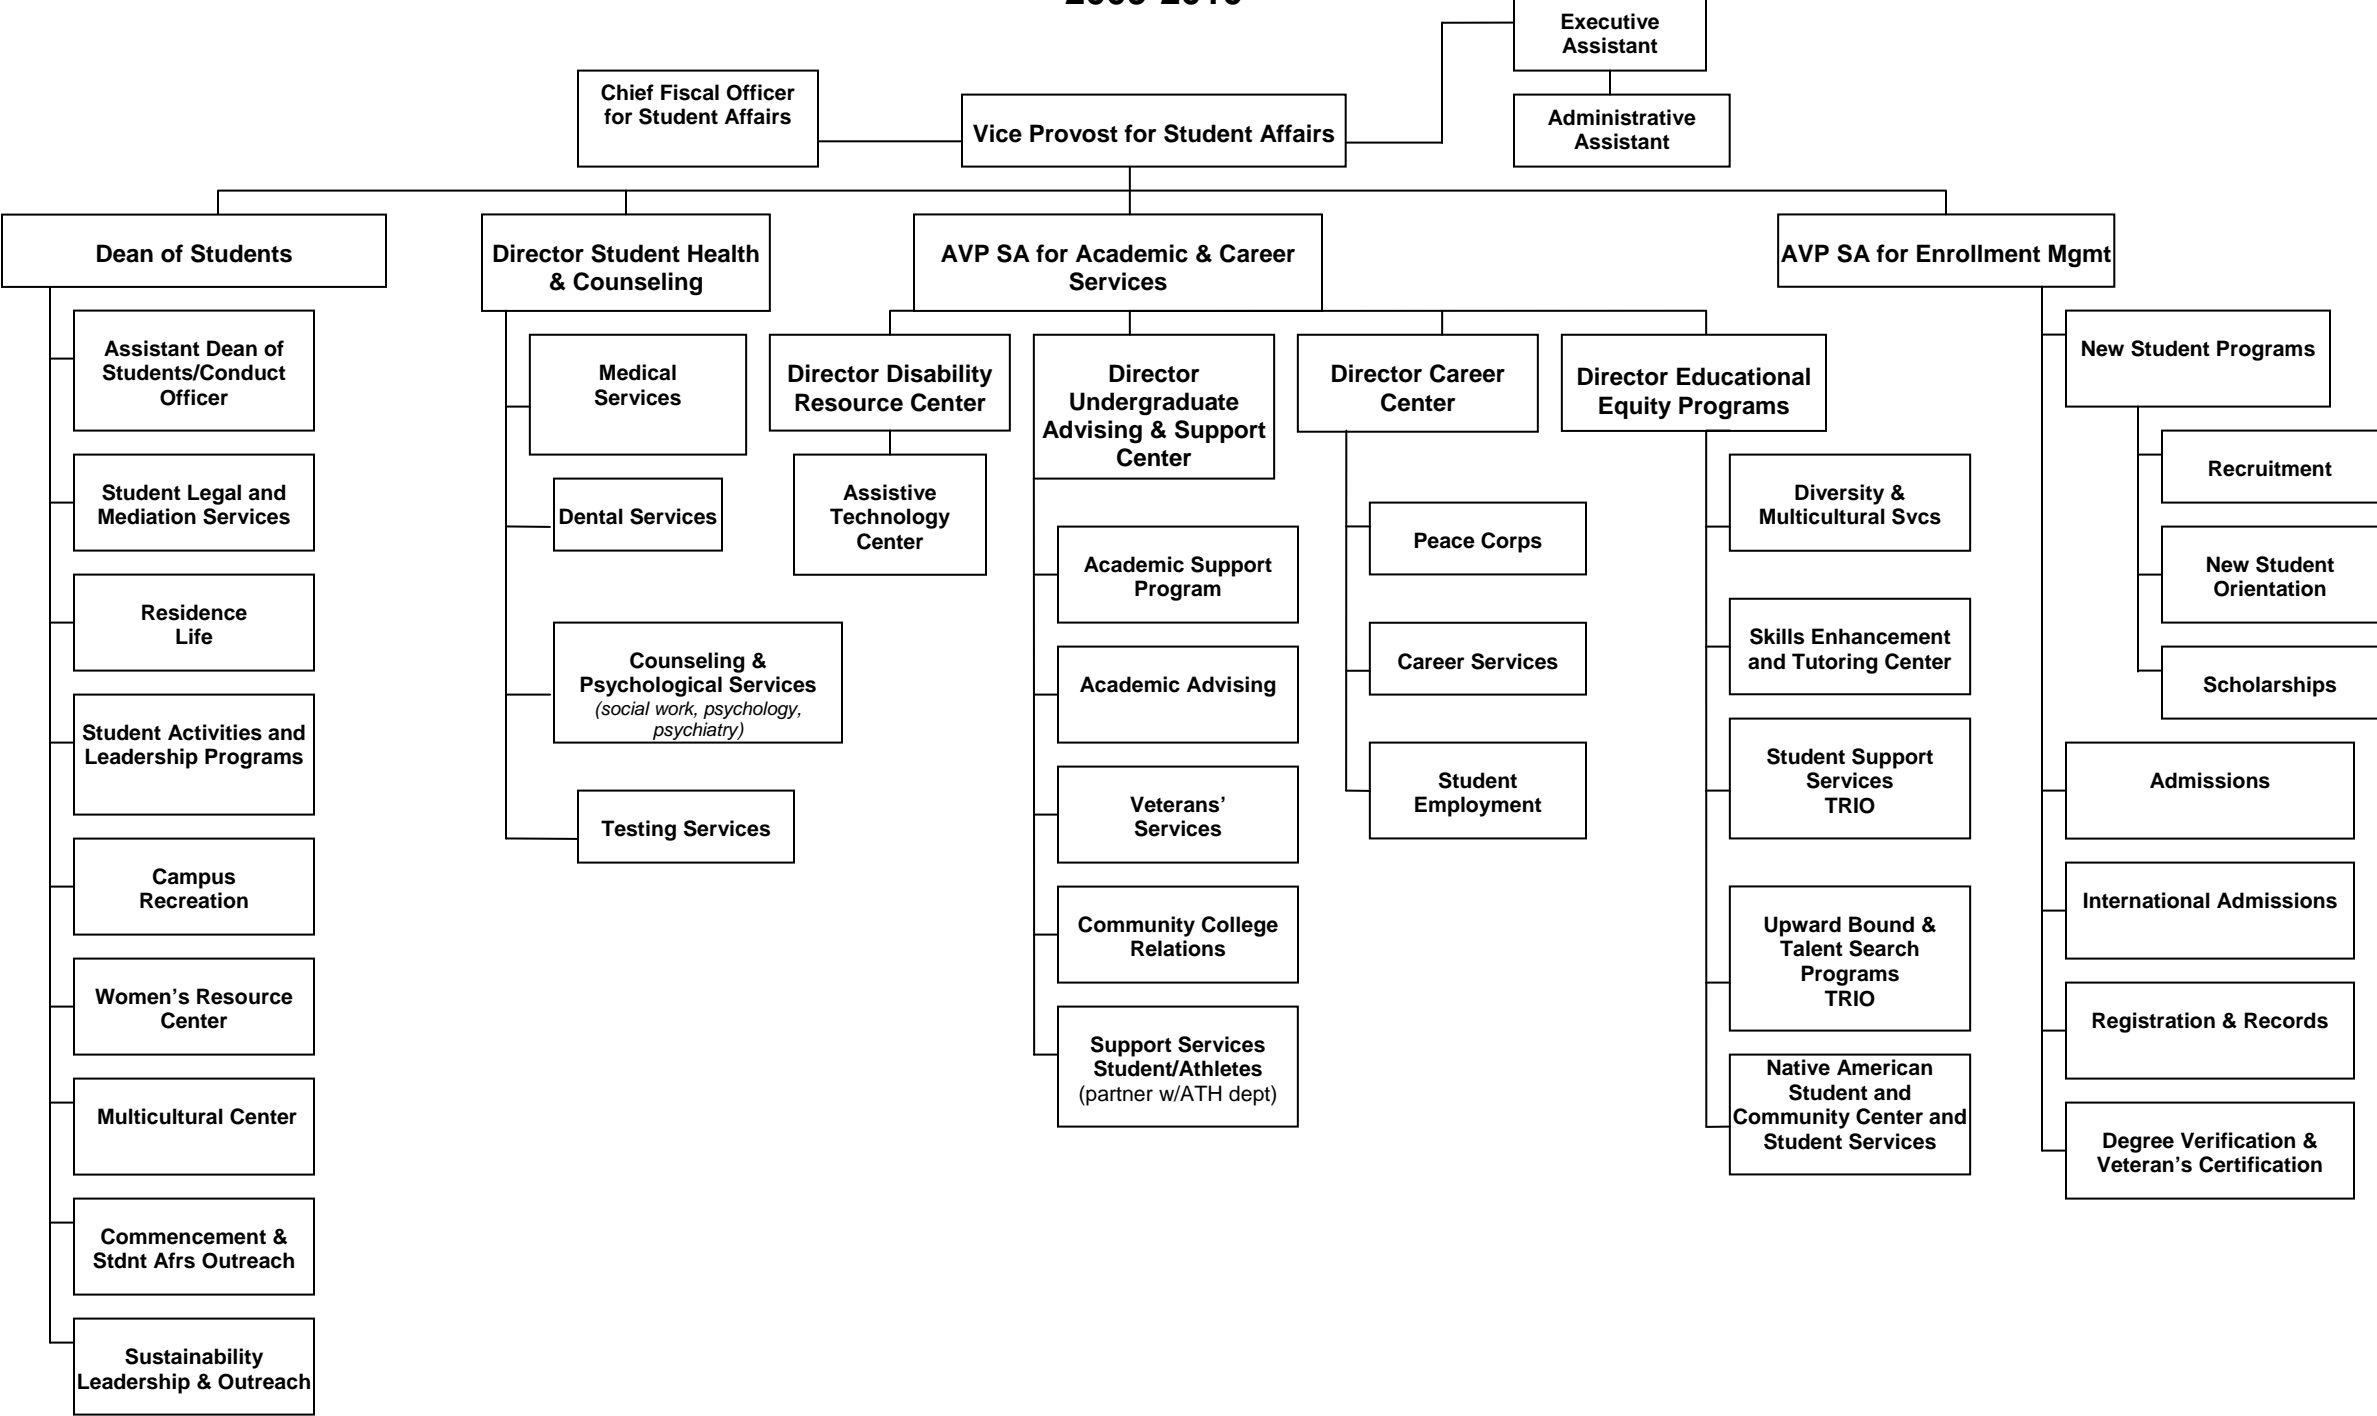 Executive
Assistant
Chief Fiscal Officer
for Student Affairs
Vice Provost for Student Affairs
Administrative
Assistant
Dean of Students
Director Student Health
& Counseling
AVP SA for Academic & Career
Services
AVP SA for Enrollment Mgmt
Assistant Dean of
Students/Conduct
Officer
Student Legal and
Mediation Services
Residence
Life
Student Activities and
Leadership Programs
Campus
Recreation
Women’s Resource
Center
Multicultural Center
Commencement &
Stdnt Afrs Outreach
Sustainability
Leadership & Outreach
Medical
Services
Dental Services
Counseling &
Psychological Services
(social work, psychology,
psychiatry)
Testing Services
Director Disability
Resource Center
Assistive
Technology
Center
Director
Undergraduate
Advising & Support
Center
Academic Support
Program
Academic Advising
Veterans’
Services
Community College
Relations
Support Services
Student/Athletes
(partner w/ATH dept)
Director Career
Center
Peace Corps
Career Services
Student
Employment
Director Educational
Equity Programs
Diversity &
Multicultural Svcs
Skills Enhancement
and Tutoring Center
Student Support
Services
TRIO
Upward Bound &
Talent Search
Programs
TRIO
Native American
Student and
Community Center and
Student Services
New Student Programs
Recruitment
New Student
Orientation
Scholarships
Admissions
International Admissions
Registration & Records
Degree Verification &
Veteran’s Certification